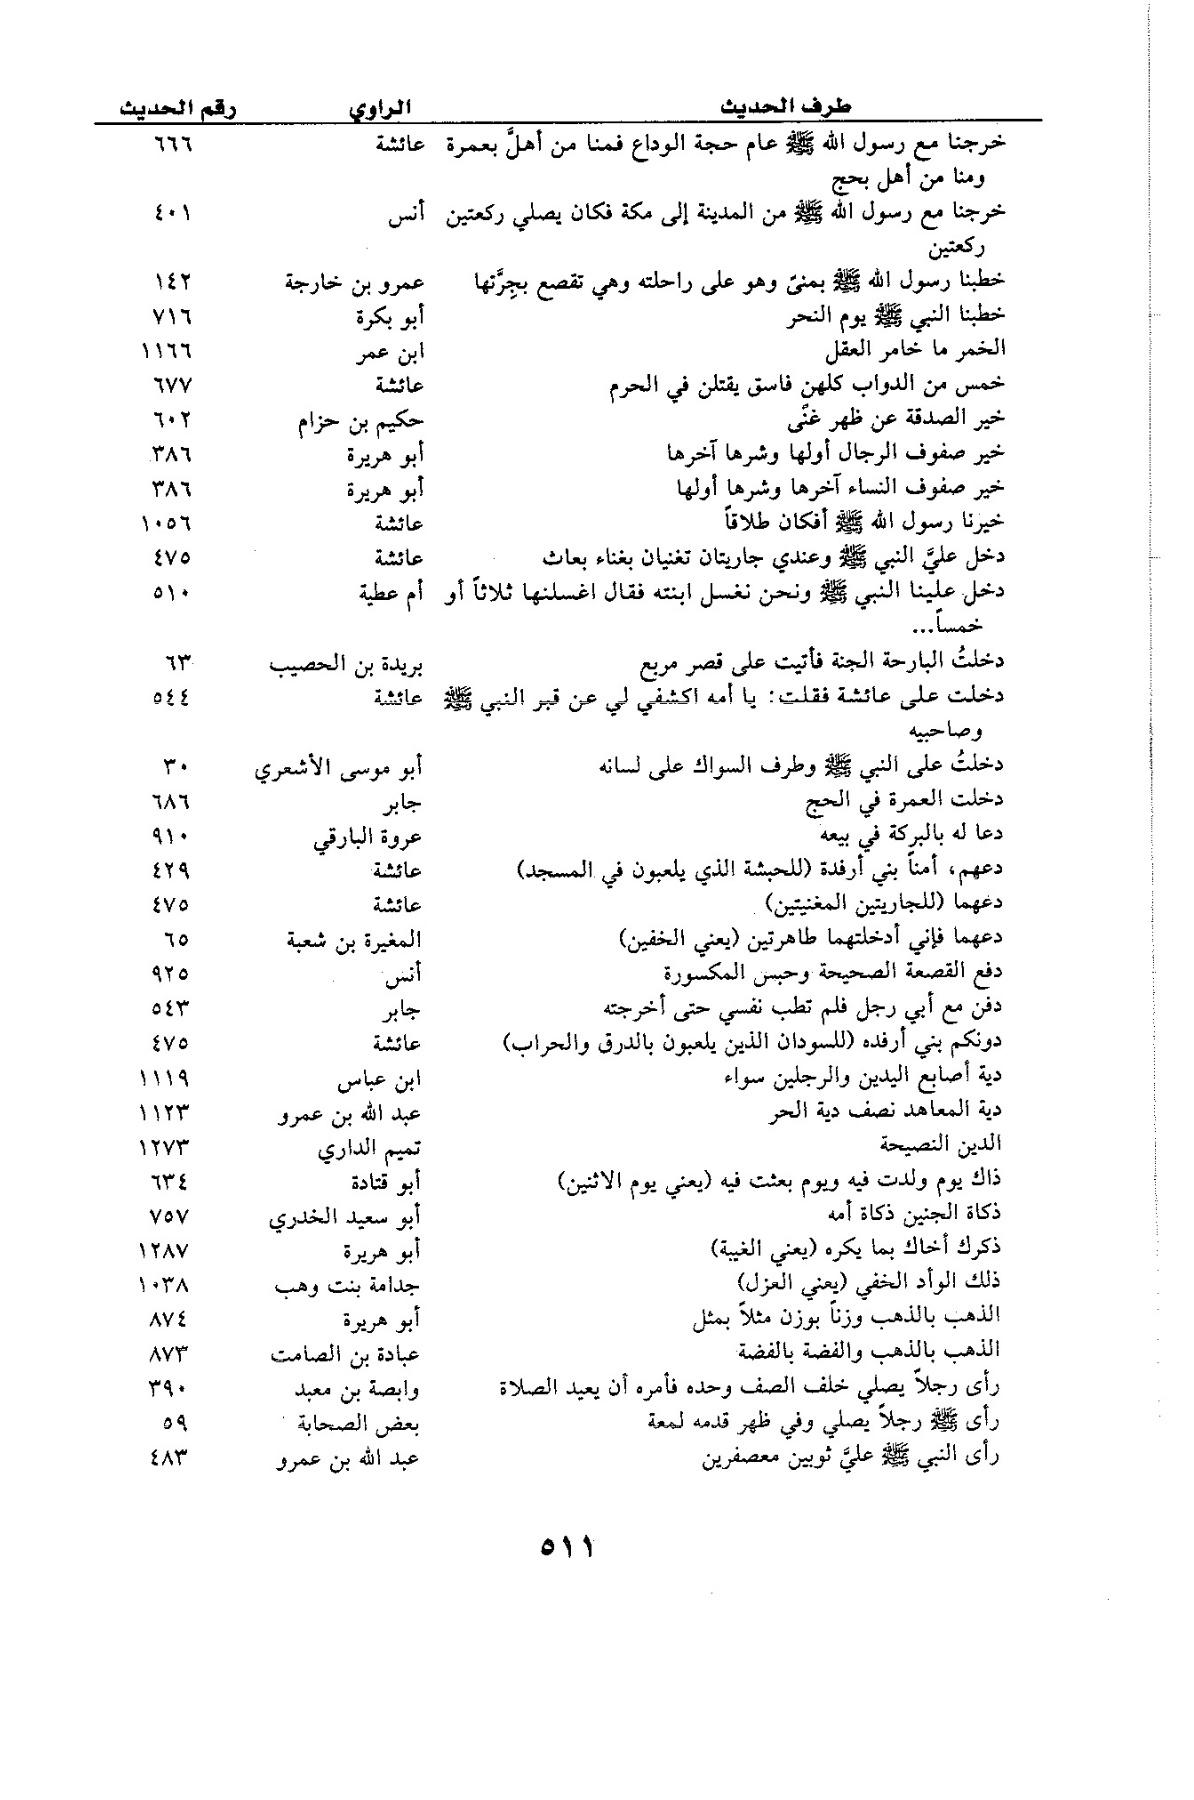 طرف الحديث الراوي رقم الحديث
خرجنا مع رسول الله ﷺ عام حجة الوداع فمنا من أهلَّ بعمرة عائشة ٦٦٦
ومنا من أهل بحج
خرجنا مع رسول الله ﷺ من المدينة إلى مكة فكان يصلي ركعتين أنس ٤٠١
ركعتين
خطبنا رسول الله ﷺ بمنىً وهو على راحلته وهي تقصع بجِرَّتها عمرو بن خارجة ١٤٢
خطبنا النبي ﷺ يوم النحر أبو بكرة ٧١٦
الخمر ما خامر العقل ابن عمر ١١٦٦
خمس من الدواب كلهن فاسق يقتلن في الحرم عائشة ٦٧٧
خير الصدقة عن ظهر غنًى حكيم بن حزام ٦٠٢
خير صفوف الرجال أولها وشرها آخرها أبو هريرة ٣٨٦
خير صفوف النساء آخرها وشرها أولها أبو هريرة ٣٨٦
خيرنا رسول الله ﷺ أفكان طلاقاً عائشة ١٠٥٦
دخل عليَّ النبي ﷺ وعندي جاريتان تغنيان بغناء بعاث عائشة ٤٧٥
دخل علينا النبي ﷺ ونحن نغسل ابنته فقال اغسلنها ثلاثاً أو أم عطية ٥١٠
خمساً...
دخلتُ البارحة الجنة فأتيت على قصر مربع بريدة بن الحصيب ٦٣
دخلت على عائشة فقلت: يا أمه اكشفي لي عن قبر النبي ﷺ عائشة ٥٤٤
وصاحبيه
دخلتُ على النبي ﷺ وطرف السواك على لسانه أبو موسى الأشعري ٣٠
دخلت العمرة في الحج جابر ٦٨٦
دعا له بالبركة في بيعه عروة البارقي ٩١٠
دعهم، أمناً بني أرفدة (للحبشة الذي يلعبون في المسجد) عائشة ٤٢٩
دعهما (للجاريتين المغنيتين) عائشة ٤٧٥
دعهما فإني أدخلتهما طاهرتين (يعني الخفين) المغيرة بن شعبة ٦٥
دفع القصعة الصحيحة وحبس المكسورة أنس ٩٢٥
دفن مع أبي رجل فلم تطب نفسي حتى أخرجته جابر ٥٤٣
دونكم بني أرفده (للسودان الذين يلعبون بالدرق والحراب) عائشة ٤٧٥
دية أصابع اليدين والرجلين سواء ابن عباس ١١١٩
دية المعاهد نصف دية الحر عبد الله بن عمرو ١١٢٣
الدين النصيحة تميم الداري ١٢٧٣
ذاك يوم ولدت فيه ويوم بعثت فيه (يعني يوم الاثنين) أبو قتادة ٦٣٤
ذكاة الجنين ذكاة أمه أبو سعيد الخدري ٧٥٧
ذكرك أخاك بما يكره (يعني الغيبة) أبو هريرة ١٢٨٧
ذلك الوأد الخفي (يعني العزل) جدامة بنت وهب ١٠٣٨
الذهب بالذهب وزناً بوزن مثلاً بمثل أبو هريرة ٨٧٤
الذهب بالذهب والفضة بالفضة عبادة بن الصامت ٨٧٣
رأى رجلاً يصلي خلف الصف وحده فأمره أن يعيد الصلاة وابصة بن معبد ٣٩٠
رأى ﷺ رجلاً يصلي وفي ظهر قدمه لمعة بعض الصحابة ٥٩
رأى النبي ﷺ عليَّ ثوبين معصفرين عبد الله بن عمرو ٤٨٣
٥١١